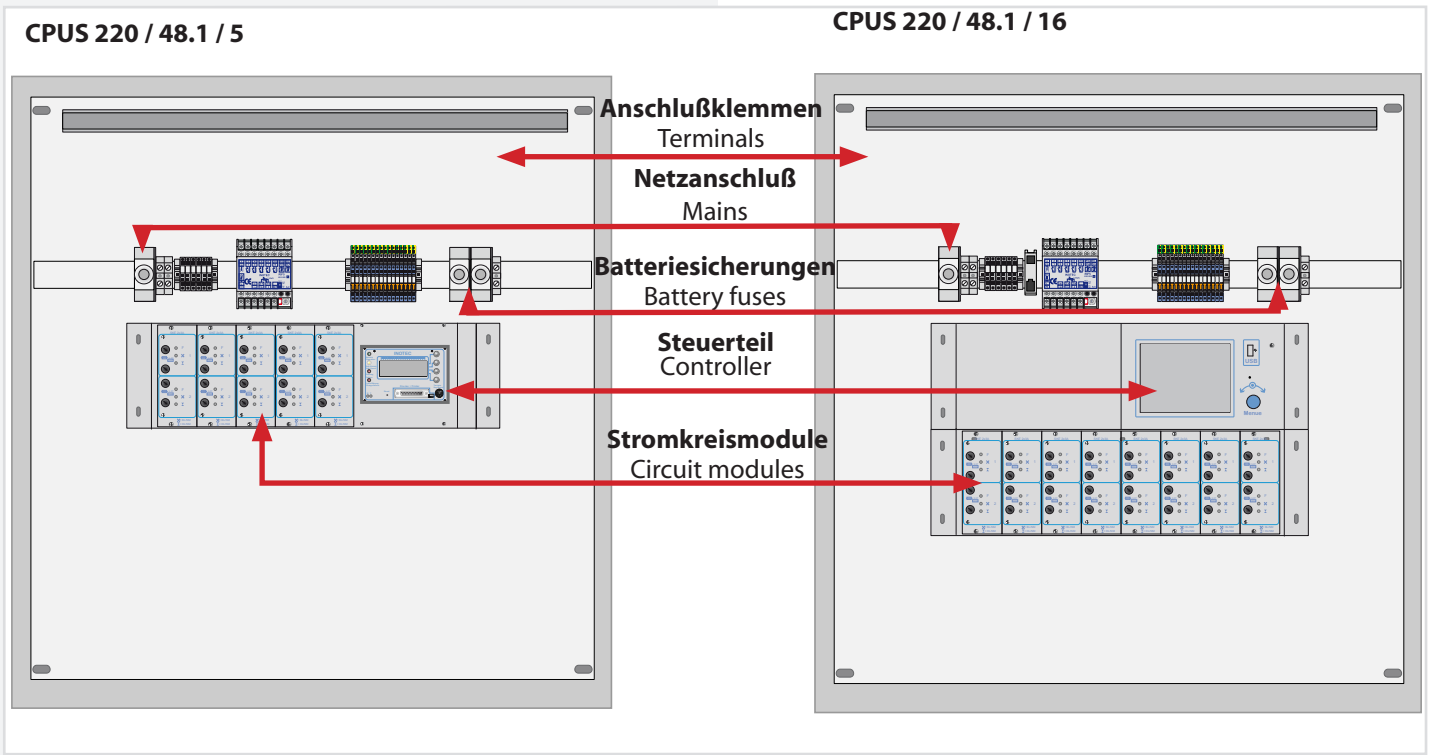 CPUS 220 / 48.1 / 5
CPUS 220 / 48.1 / 16
Anschlußklemmen
Terminals
Netzanschluß
Mains
Batteriesicherungen
Battery fuses
Steuerteil
Controller
Stromkreismodule
Circuit modules
INOTEC
USB
Menue